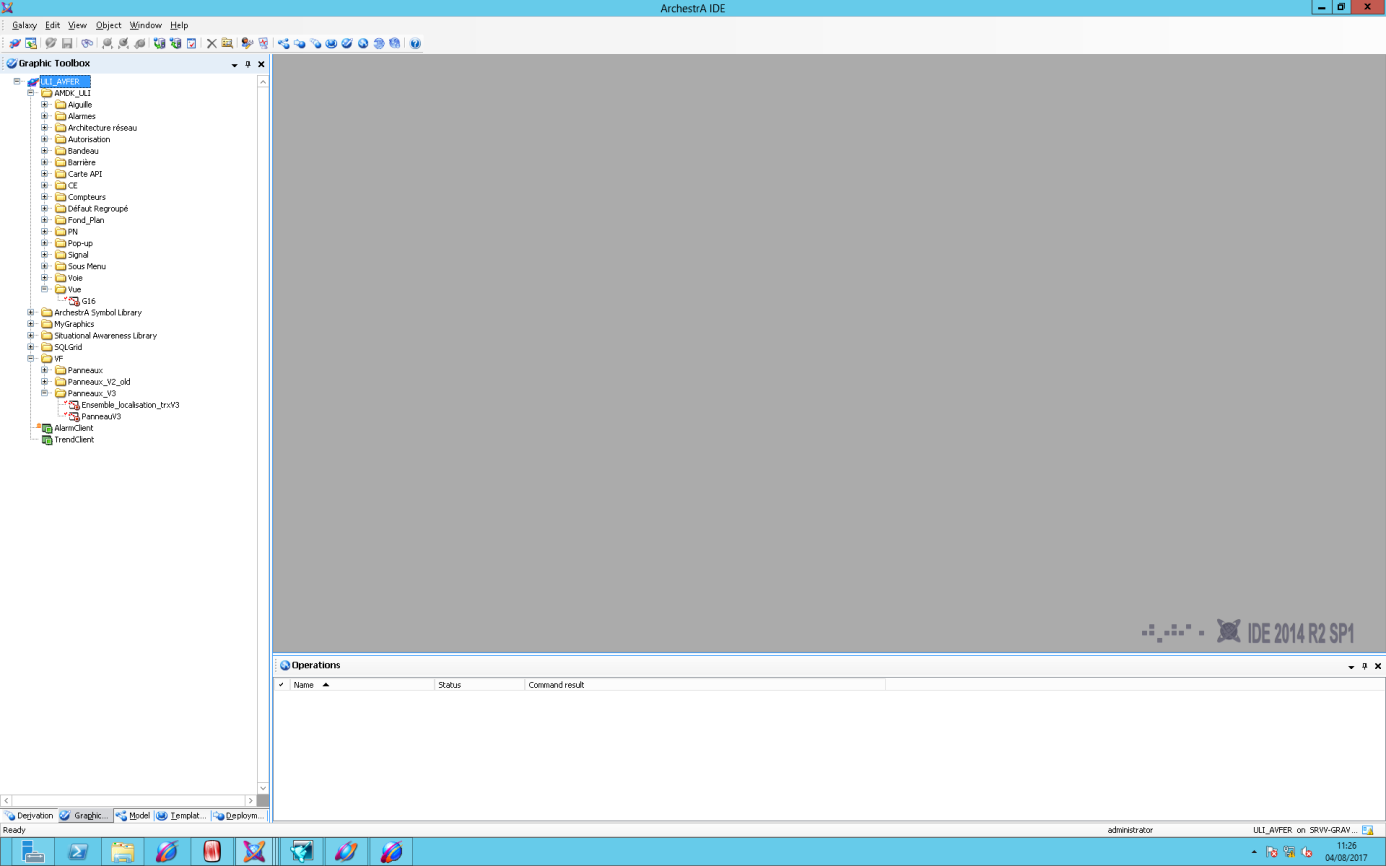 ArchestrA IDE
Galaxy Edit View Object Window Help
Graphic Toolbox
ULI_AVFER
AMDK_ULI
Aiguille
Alarmes
Architecture réseau
Autorisation
Bandeau
Barrière
Carte API
CE
Compteurs
Défaut Regroupé
Fond_Plan
PN
Pop-up
Signal
Sous Menu
Voie
Vue
G16
ArchestrA Symbol Library
MyGraphics
Situational Awareness Library
SQLGrid
VF
Panneaux
Panneaux_V2_old
Panneaux_V3
Ensemble_localisation_trxV3
PanneauV3
AlarmClient
TrendClient
IDE 2014 R2 SP1
Operations
Name Status Command result
Derivation Graphic... Model Templat... Deploym...
Ready administrator ULI_AVFER on SRVV-GRAV...
11:26
04/08/2017